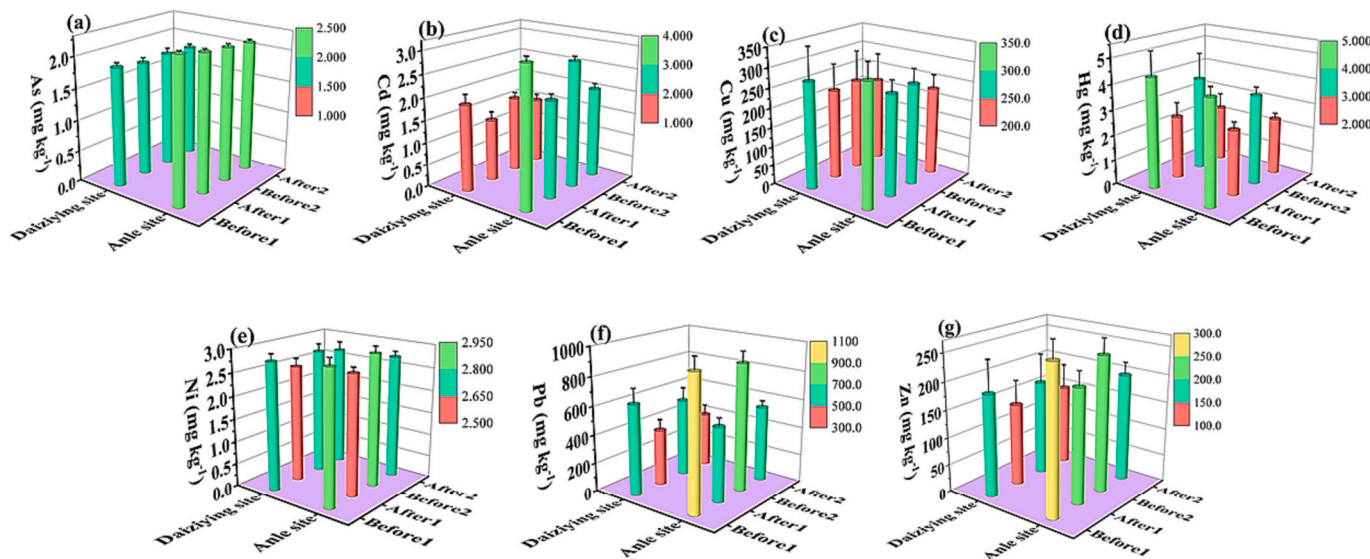 (a)
As (mg kg⁻¹)
2.0
1.5
1.0
0.5
0.0
Daiziying site
Anle site
Before1
After1
Before2
After2
2.500
2.000
1.500
1.000
(b)
Cd (mg kg⁻¹)
3.0
2.5
2.0
1.5
1.0
0.5
0.0
Daiziying site
Anle site
Before1
After1
Before2
After2
4.000
3.000
2.000
1.000
(c)
Cu (mg kg⁻¹)
350
300
250
200
150
100
50
0
Daiziying site
Anle site
Before1
After1
Before2
After2
350.0
300.0
250.0
200.0
(d)
Hg (mg kg⁻¹)
5
4
3
2
1
0
Daiziying site
Anle site
Before1
After1
Before2
After2
5.000
4.000
3.000
2.000
(e)
Ni (mg kg⁻¹)
3.0
2.5
2.0
1.5
1.0
0.5
0.0
Daiziying site
Anle site
Before1
After1
Before2
After2
2.950
2.800
2.650
2.500
(f)
Pb (mg kg⁻¹)
1000
800
600
400
200
0
Daiziying site
Anle site
Before1
After1
Before2
After2
1100
900.0
700.0
500.0
300.0
(g)
Zn (mg kg⁻¹)
250
200
150
100
50
0
Daiziying site
Anle site
Before1
After1
Before2
After2
300.0
250.0
200.0
150.0
100.0